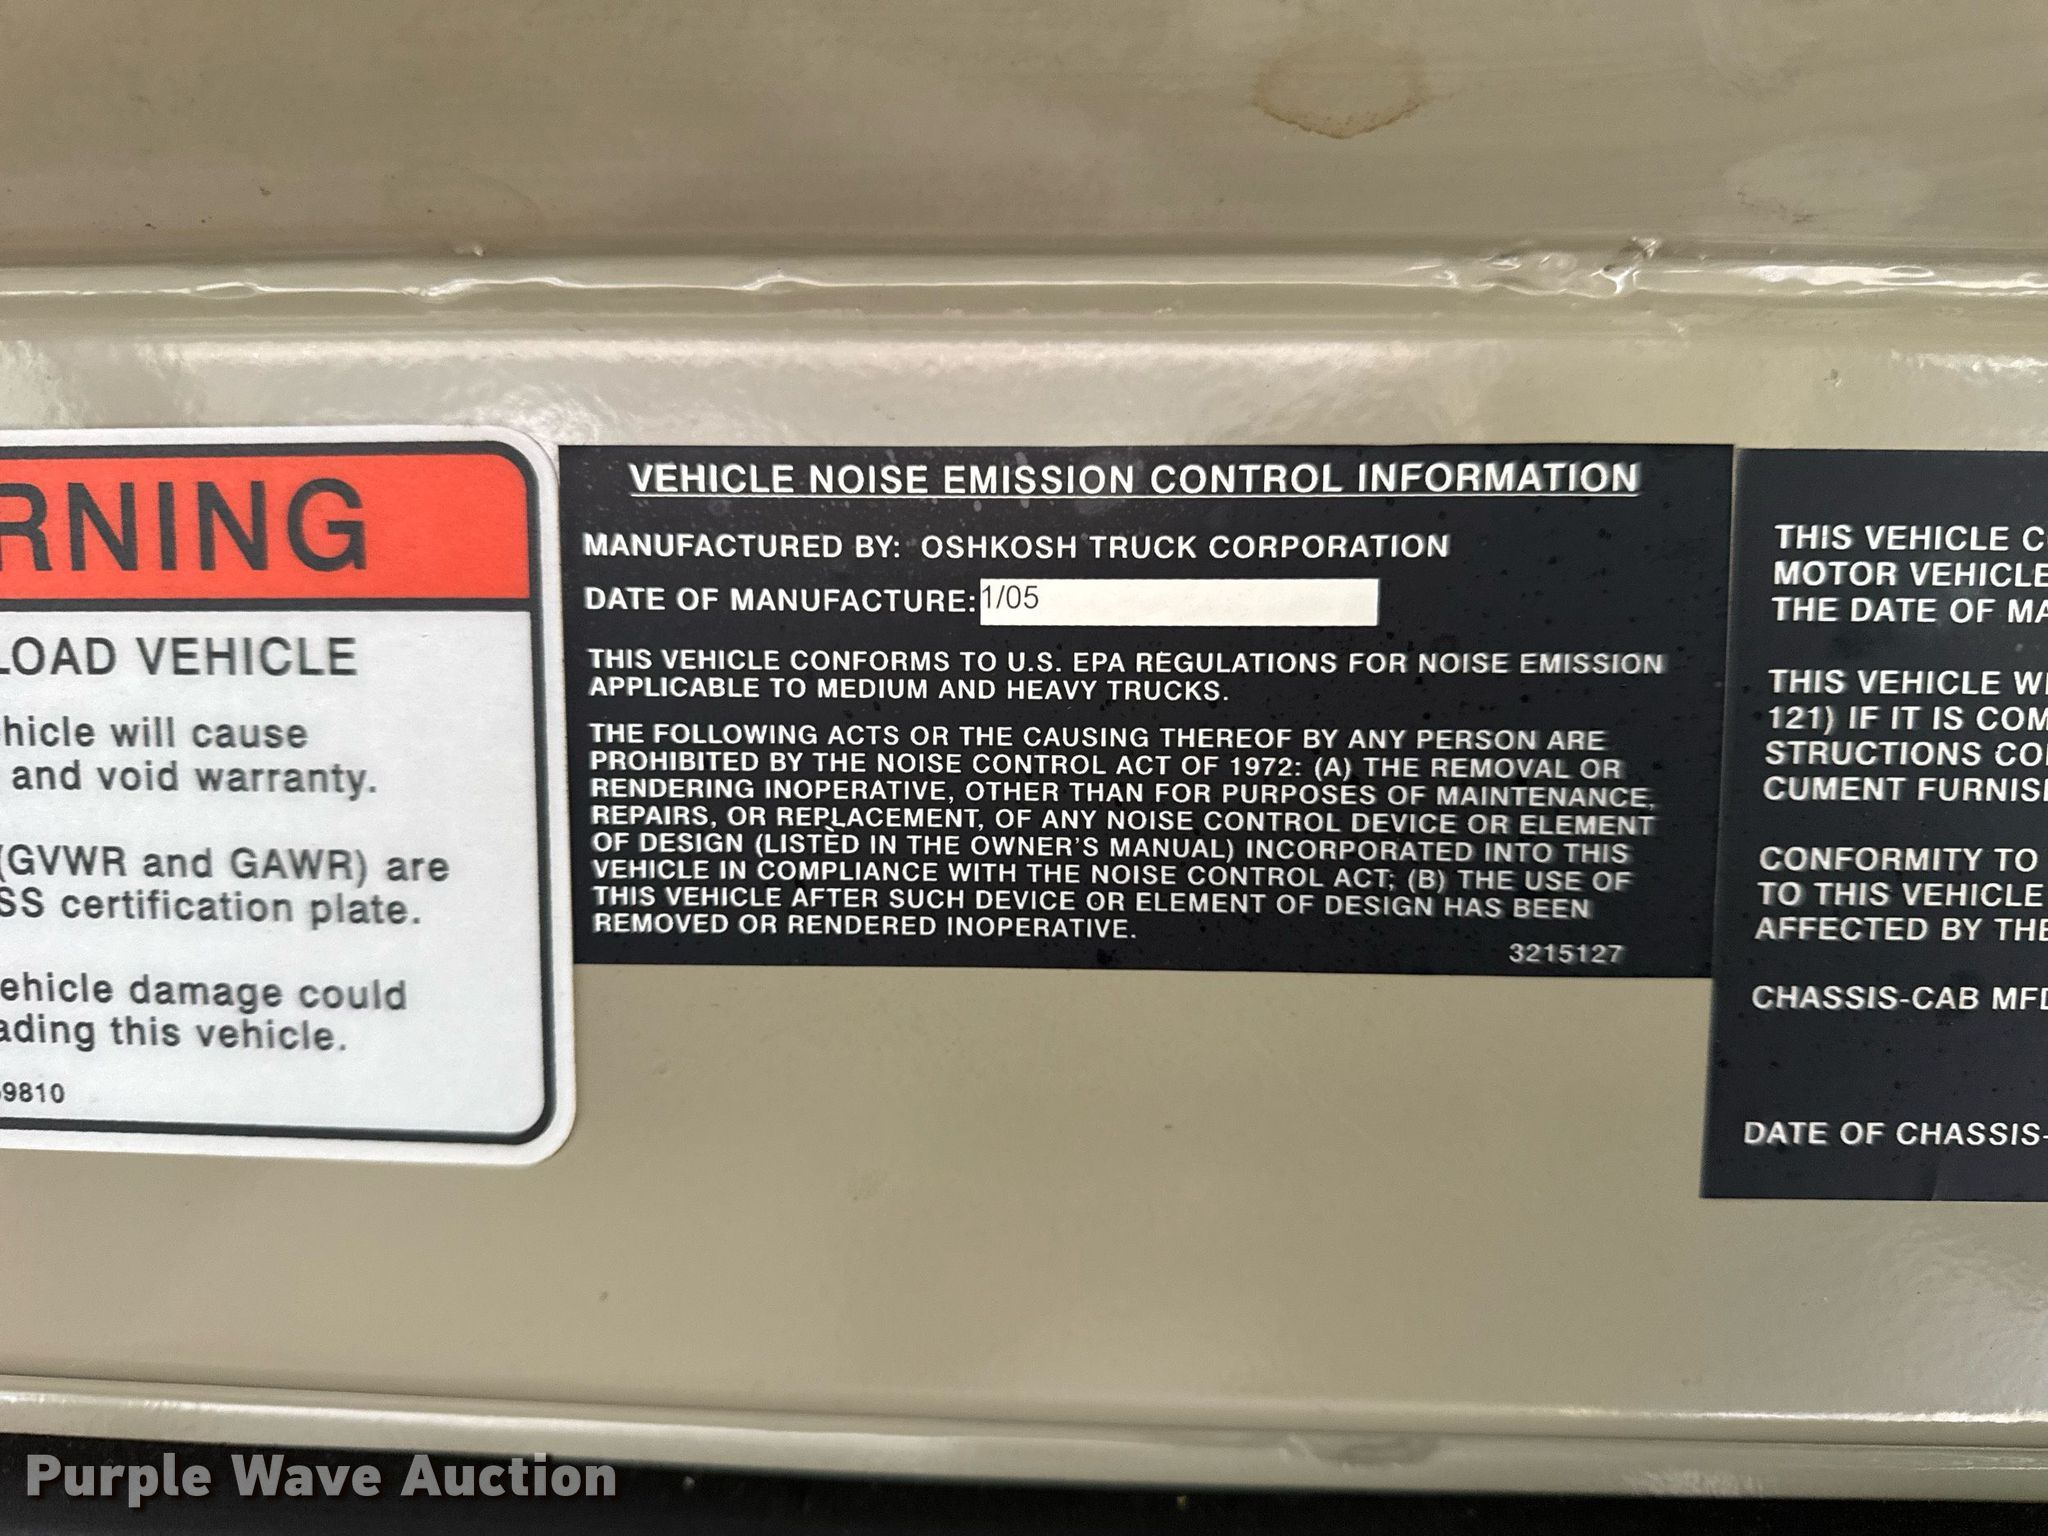 RNING
LOAD VEHICLE
hicle will cause
and void warranty.
(GVWR and GAWR) are
SS certification plate.
ehicle damage could
ading this vehicle.
9810
VEHICLE NOISE EMISSION CONTROL INFORMATION
MANUFACTURED BY: OSHKOSH TRUCK CORPORATION
DATE OF MANUFACTURE: 1/05
THIS VEHICLE CONFORMS TO U.S. EPA REGULATIONS FOR NOISE EMISSION
APPLICABLE TO MEDIUM AND HEAVY TRUCKS.
THE FOLLOWING ACTS OR THE CAUSING THEREOF BY ANY PERSON ARE
PROHIBITED BY THE NOISE CONTROL ACT OF 1972: (A) THE REMOVAL OR
RENDERING INOPERATIVE, OTHER THAN FOR PURPOSES OF MAINTENANCE,
REPAIRS, OR REPLACEMENT, OF ANY NOISE CONTROL DEVICE OR ELEMENT
OF DESIGN (LISTED IN THE OWNER'S MANUAL) INCORPORATED INTO THIS
VEHICLE IN COMPLIANCE WITH THE NOISE CONTROL ACT; (B) THE USE OF
THIS VEHICLE AFTER SUCH DEVICE OR ELEMENT OF DESIGN HAS BEEN
REMOVED OR RENDERED INOPERATIVE.
3215127
THIS VEHICLE C
MOTOR VEHICLE
THE DATE OF MA
THIS VEHICLE WI
121) IF IT IS COM
STRUCTIONS CO
CUMENT FURNIS
CONFORMITY TO
TO THIS VEHICLE
AFFECTED BY THE
CHASSIS-CAB MFD
DATE OF CHASSIS-
Purple Wave Auction